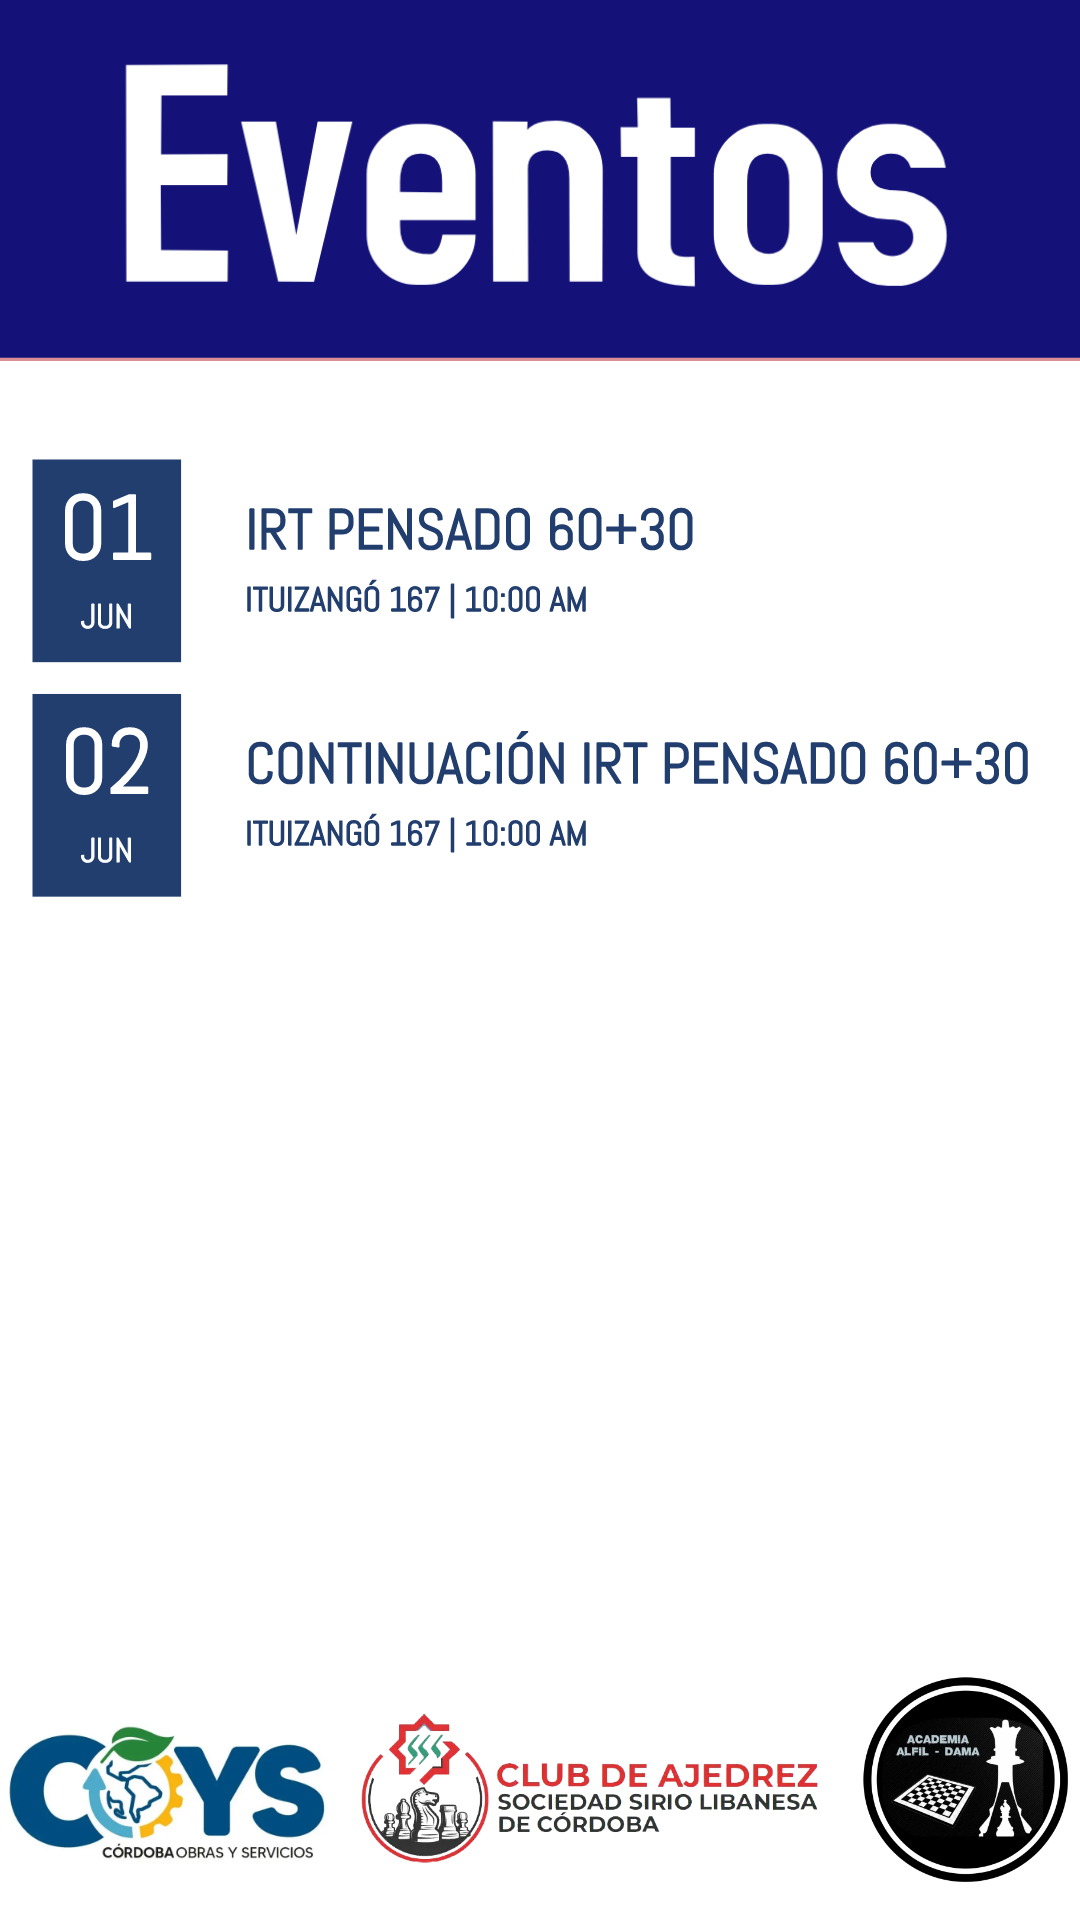 Eventos
01
JUN
IRT PENSADO 60+30
ITUIZANGÓ 167 | 10:00 AM
02
JUN
CONTINUACIÓN IRT PENSADO 60+30
ITUIZANGÓ 167 | 10:00 AM
COYS
CÓRDOBA OBRAS Y SERVICIOS
CLUB DE AJEDREZ
SOCIEDAD SIRIO LIBANESA
DE CÓRDOBA
ACADEMIA
ALFIL - DAMA